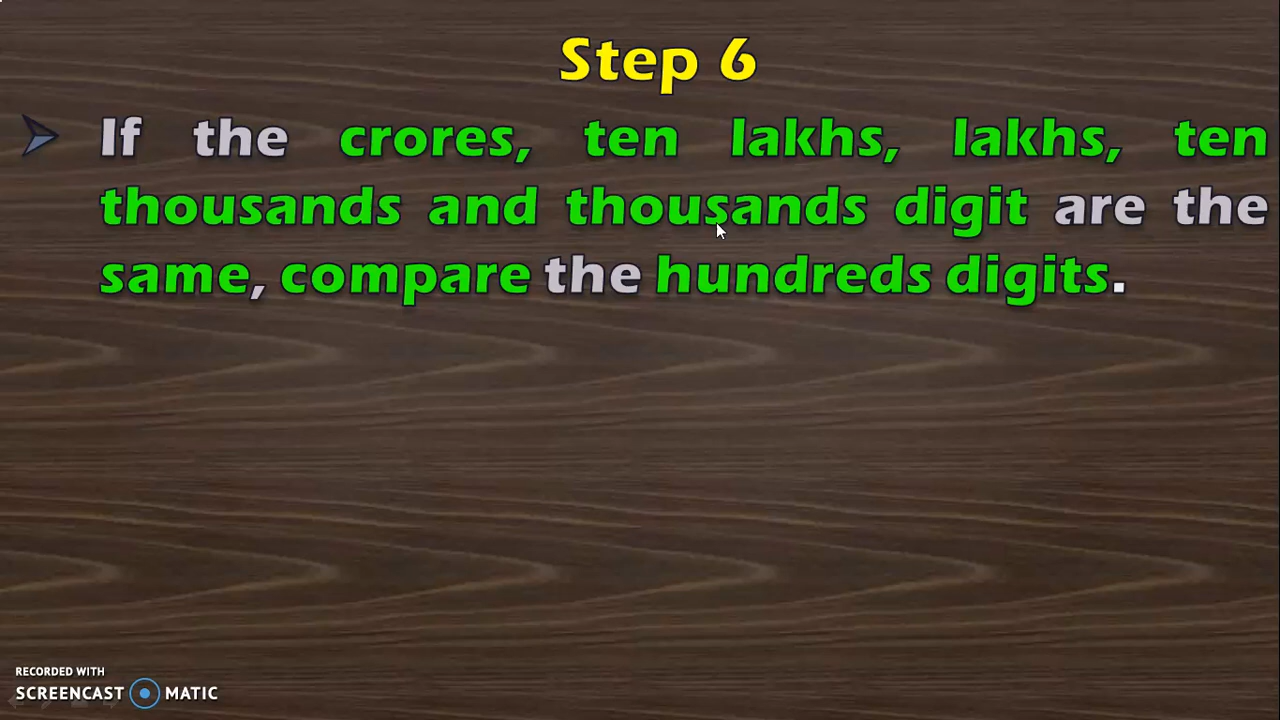 Step 6
If the crores, ten lakhs, lakhs, ten
thousands and thousands digit are the
same, compare the hundreds digits.
RECORDED WITH
SCREENCAST MATIC